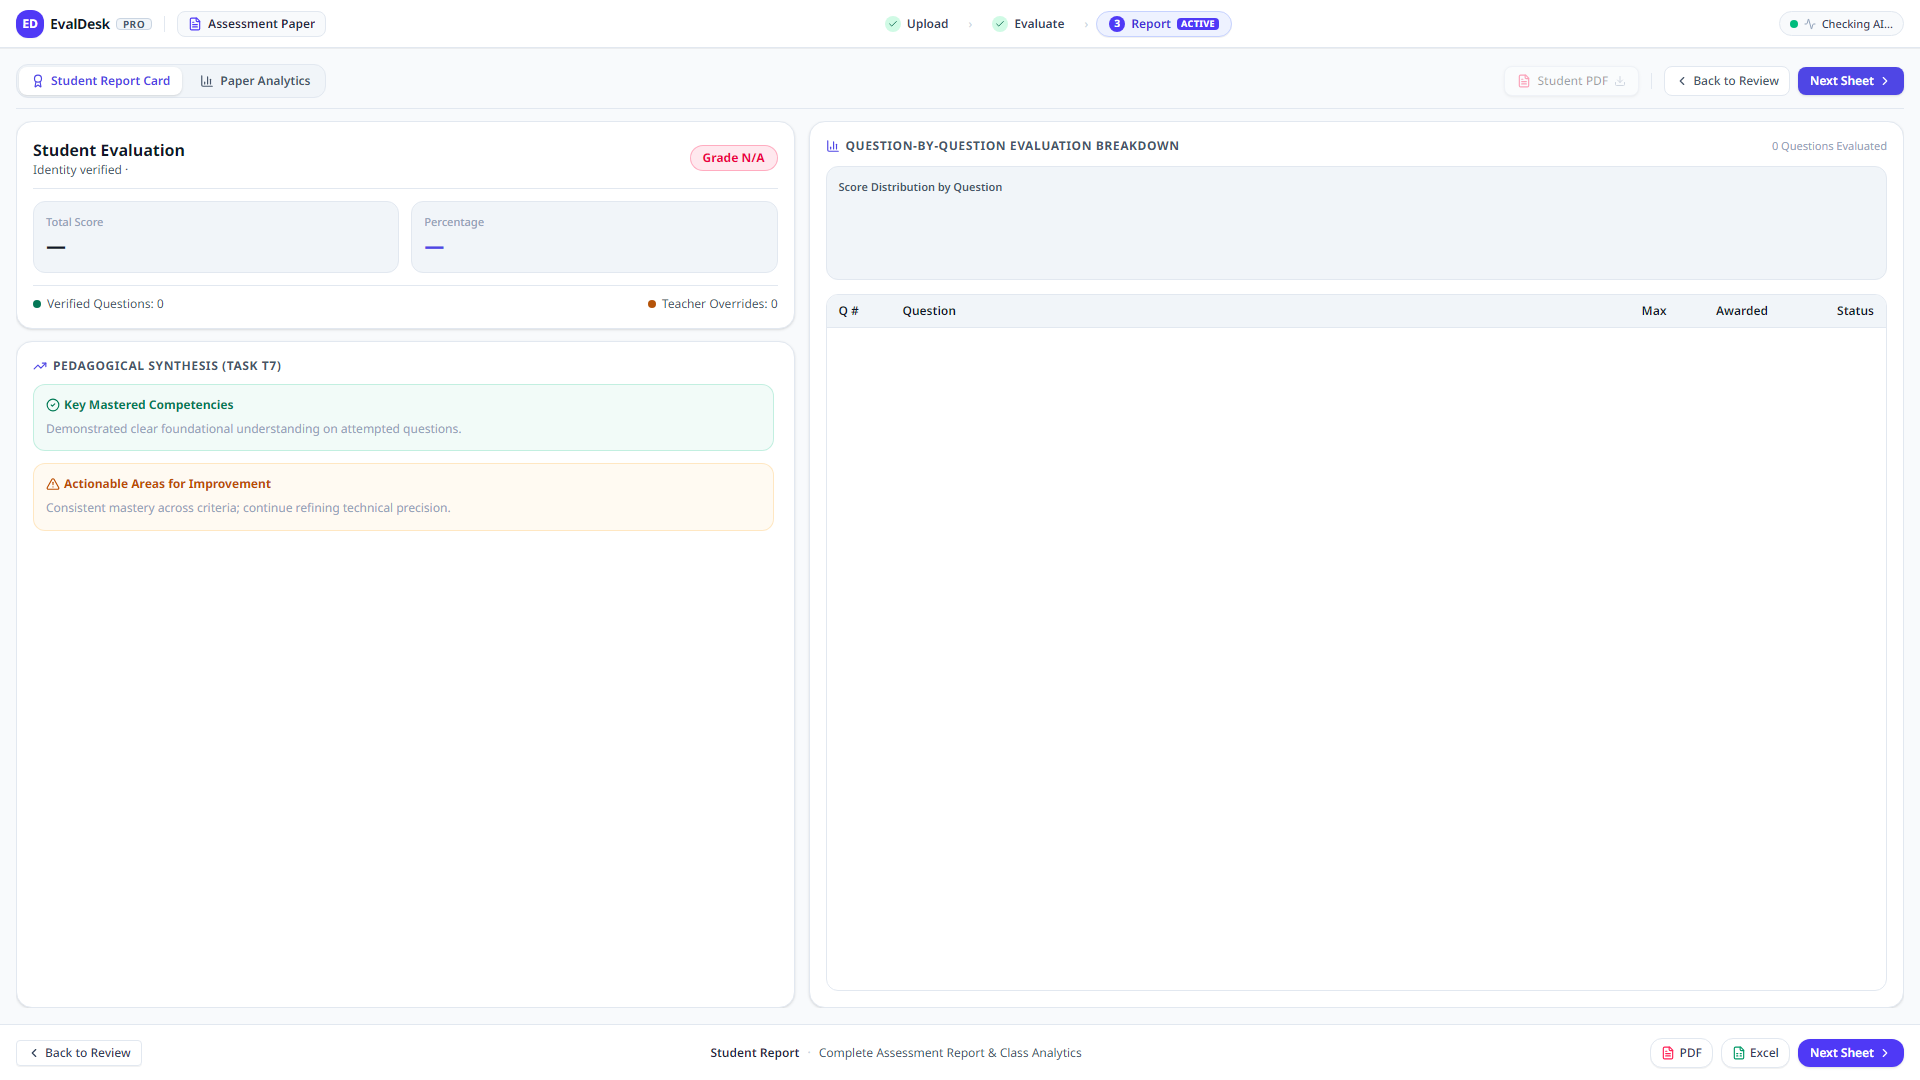 ED EvalDesk PRO Assessment Paper Upload Evaluate 3 Report ACTIVE Checking AI...
Student Report Card Paper Analytics Student PDF Back to Review Next Sheet
Student Evaluation
Identity verified ·
Grade N/A
Total Score
—
Percentage
—
Verified Questions: 0 Teacher Overrides: 0
PEDAGOGICAL SYNTHESIS (TASK T7)
Key Mastered Competencies
Demonstrated clear foundational understanding on attempted questions.
Actionable Areas for Improvement
Consistent mastery across criteria; continue refining technical precision.
QUESTION-BY-QUESTION EVALUATION BREAKDOWN 0 Questions Evaluated
Score Distribution by Question
Q # Question Max Awarded Status
Back to Review Student Report · Complete Assessment Report & Class Analytics PDF Excel Next Sheet